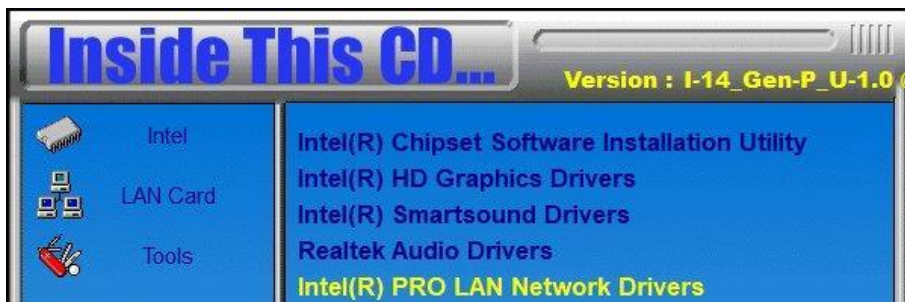 Inside This CD...
Version : I-14_Gen-P_U-1.0
Intel
LAN Card
Tools
Intel(R) Chipset Software Installation Utility
Intel(R) HD Graphics Drivers
Intel(R) Smartsound Drivers
Realtek Audio Drivers
Intel(R) PRO LAN Network Drivers